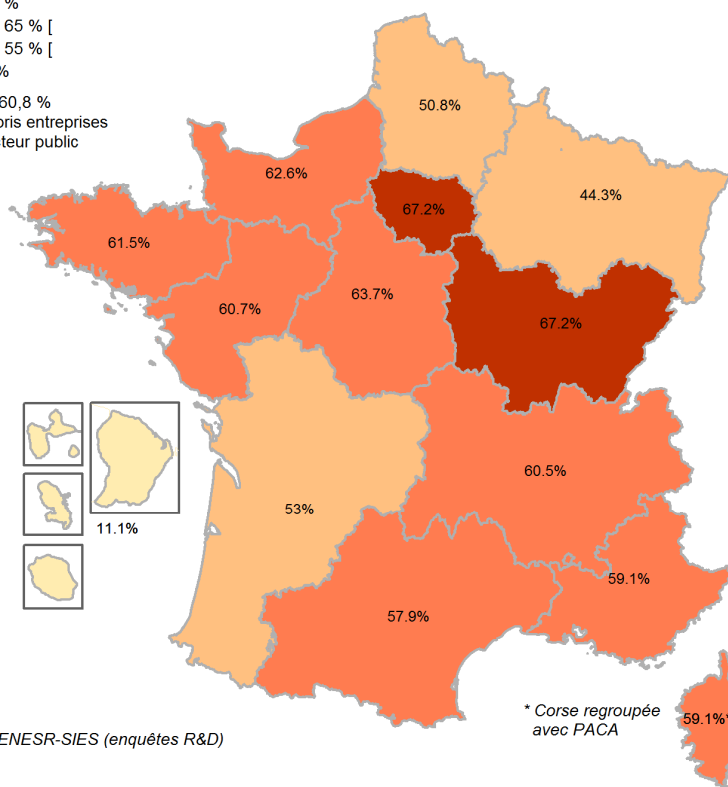 %
65 % [
55 % [
%
60,8 %
pris entreprises
cteur public
50.8%
62.6%
44.3%
67.2%
61.5%
63.7%
60.7%
67.2%
60.5%
53%
11.1%
59.1%
57.9%
* Corse regroupée
avec PACA
59.1%*
ENESR-SIES (enquêtes R&D)